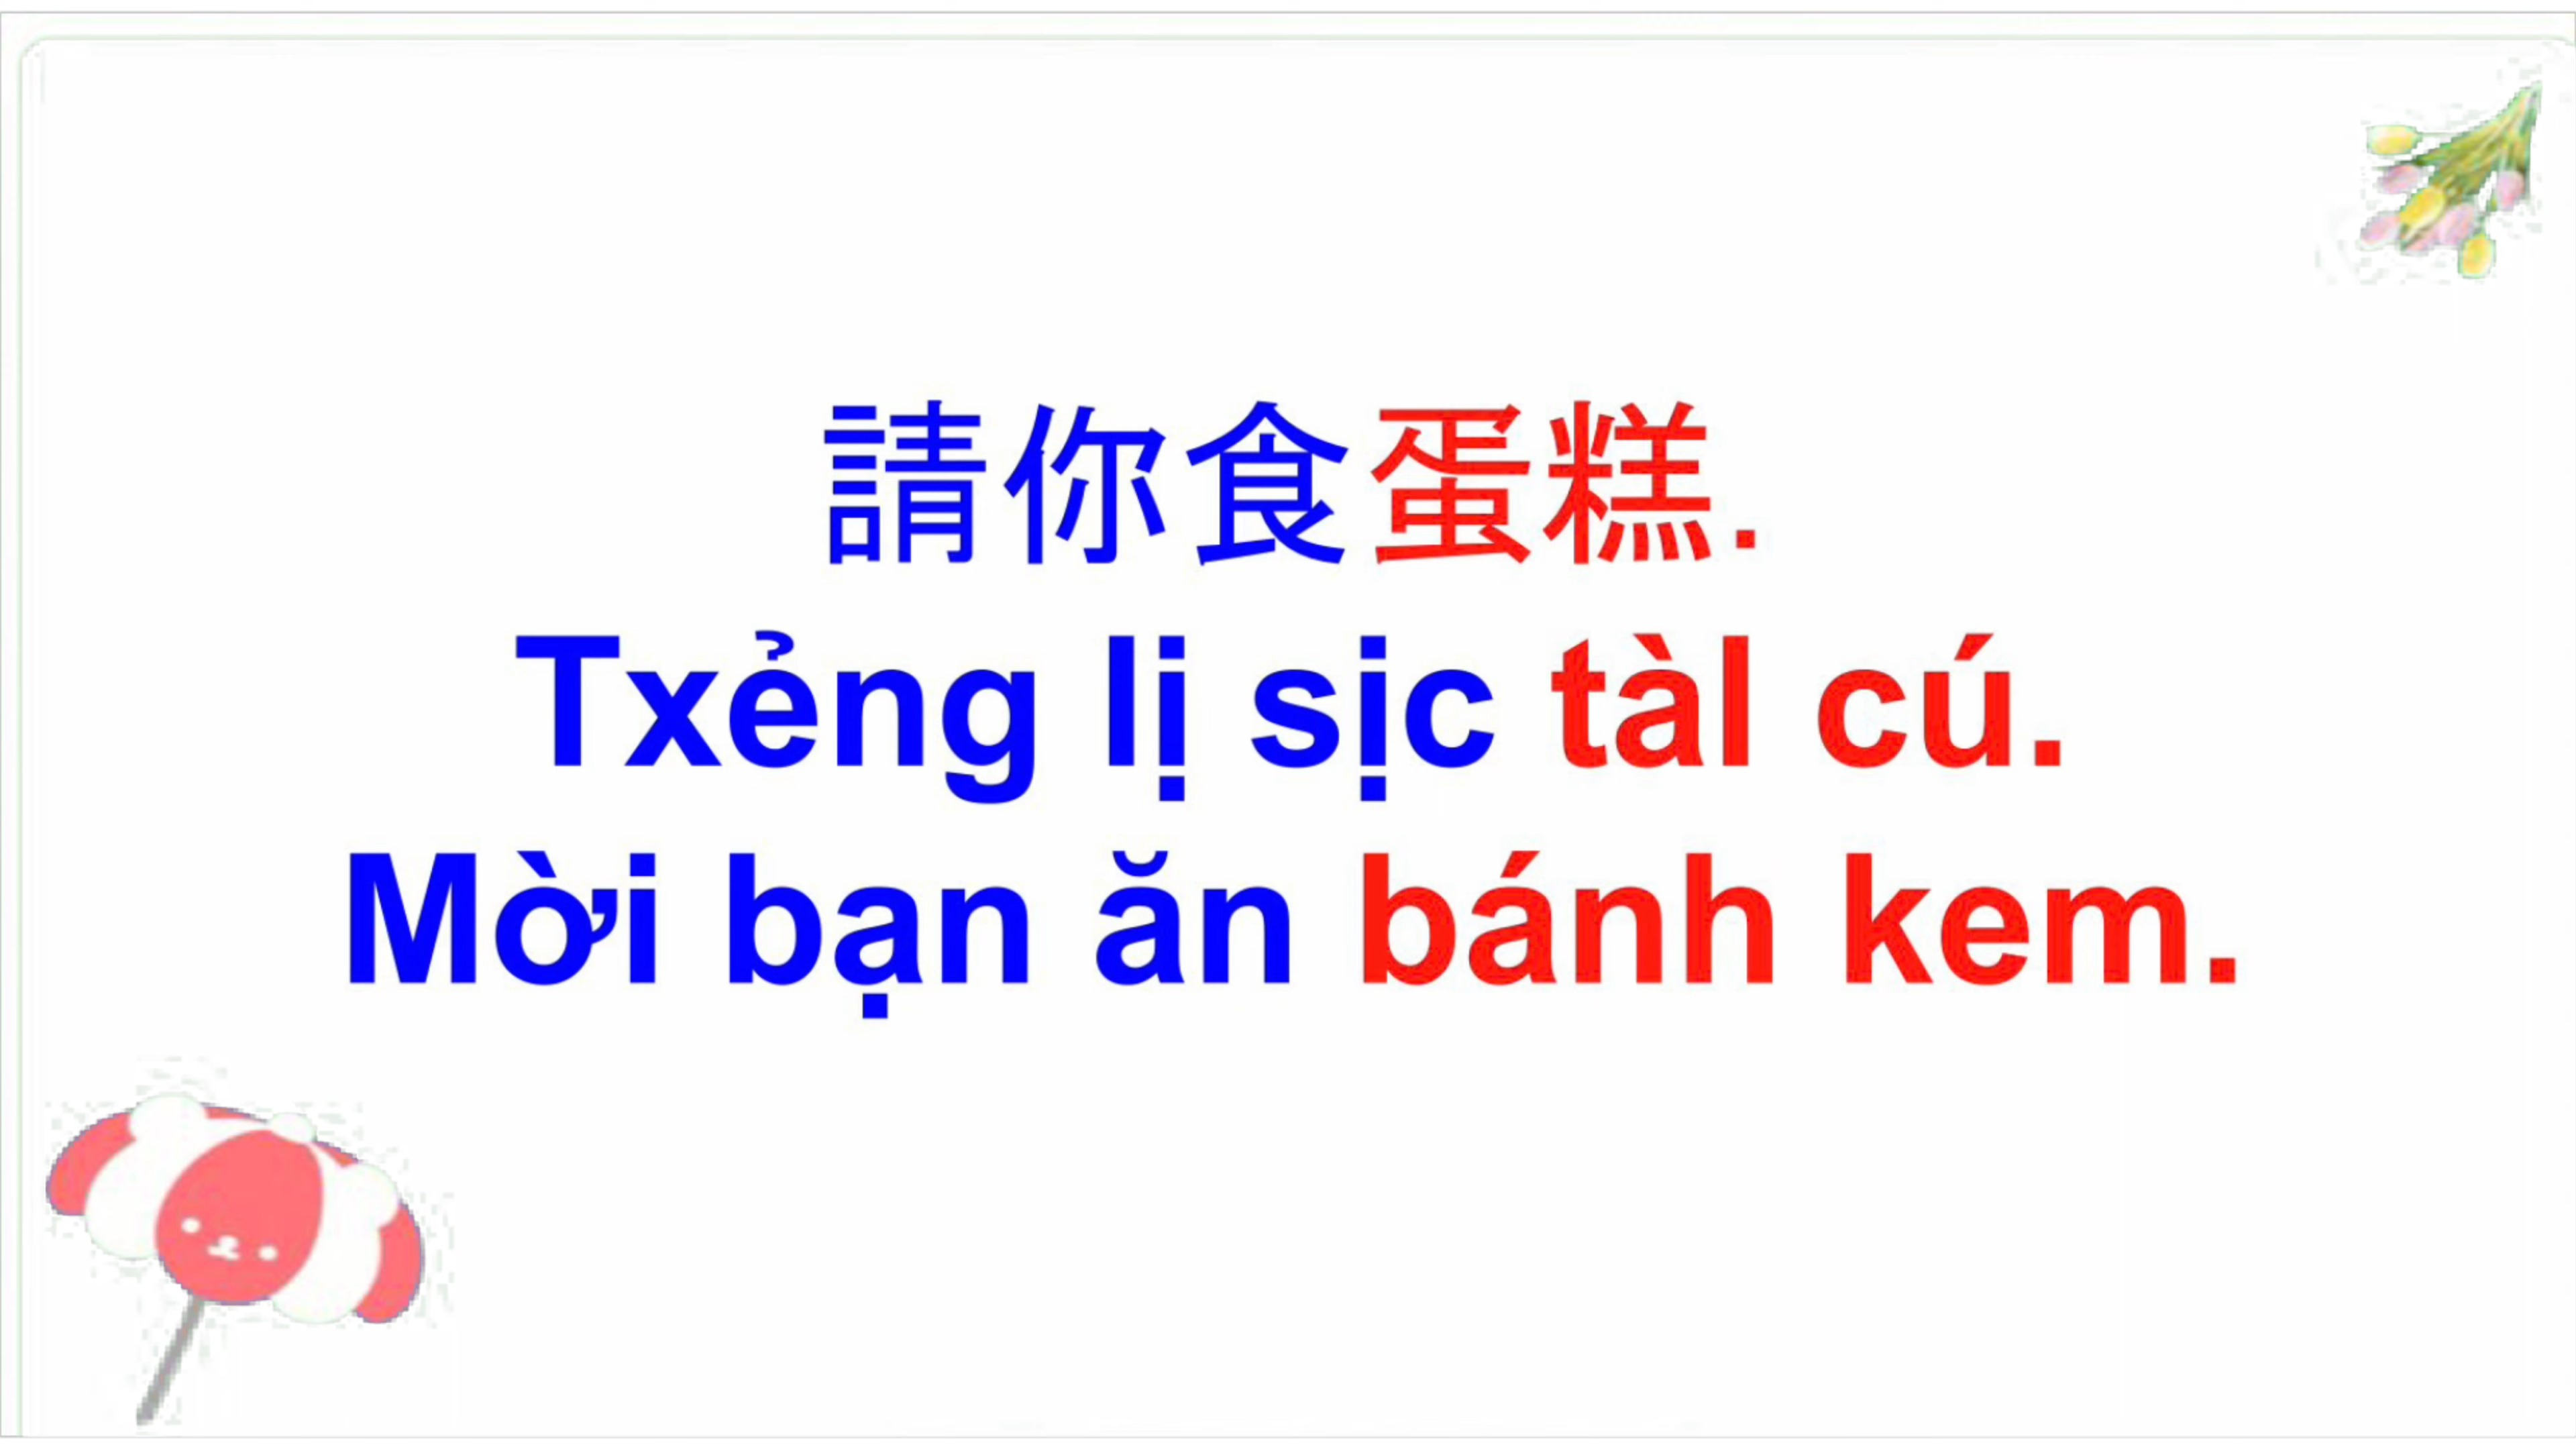 請你食蛋糕.
Txẻng lị sịc tàl cú.
Mời bạn ăn bánh kem.